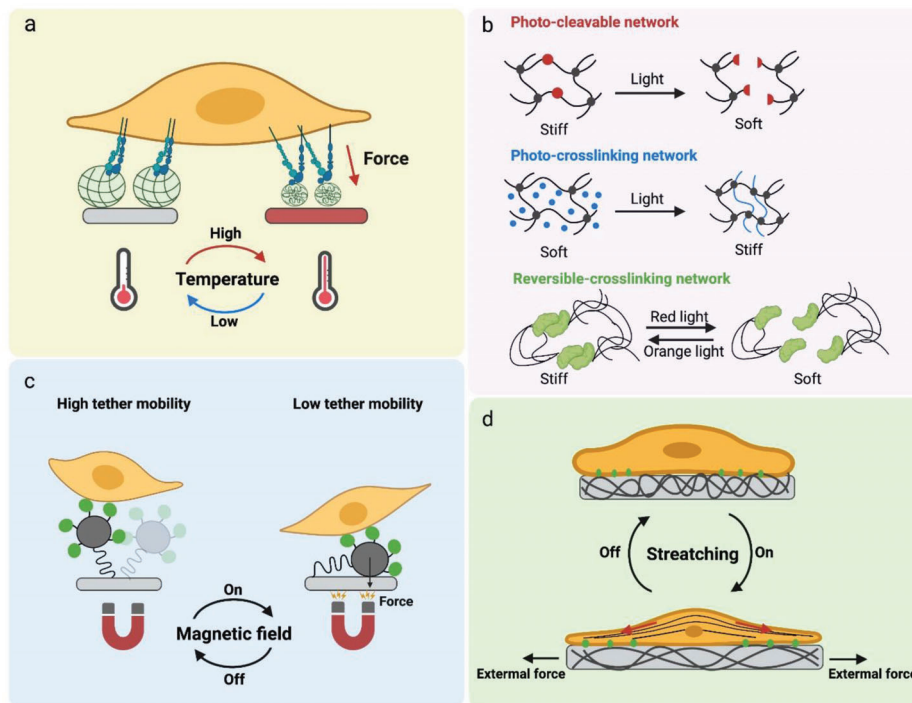 a
Force
High
Temperature
Low
b
Photo-cleavable network
Light
Stiff
Soft
Photo-crosslinking network
Light
Soft
Stiff
Reversible-crosslinking network
Red light
Orange light
Stiff
Soft
c
High tether mobility
Low tether mobility
On
Force
Magnetic field
Off
d
Off
Streatching
On
Extermal force
Extermal force